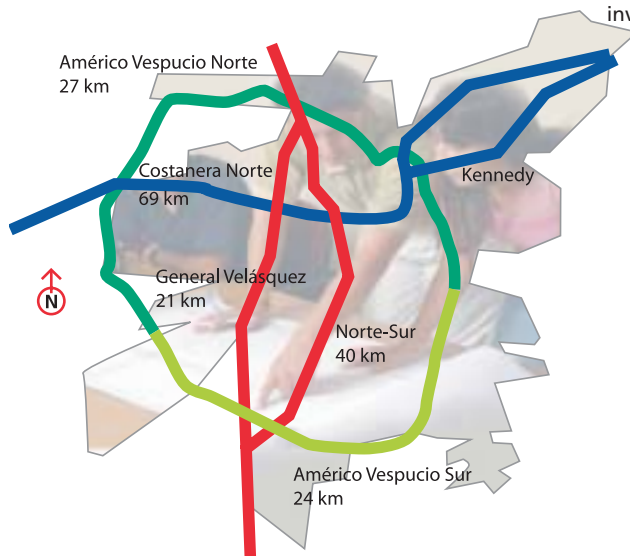 inv
Américo Vespucio Norte
27 km
Costanera Norte
69 km
Kennedy
General Velásquez
21 km
N
Norte-Sur
40 km
Américo Vespucio Sur
24 km